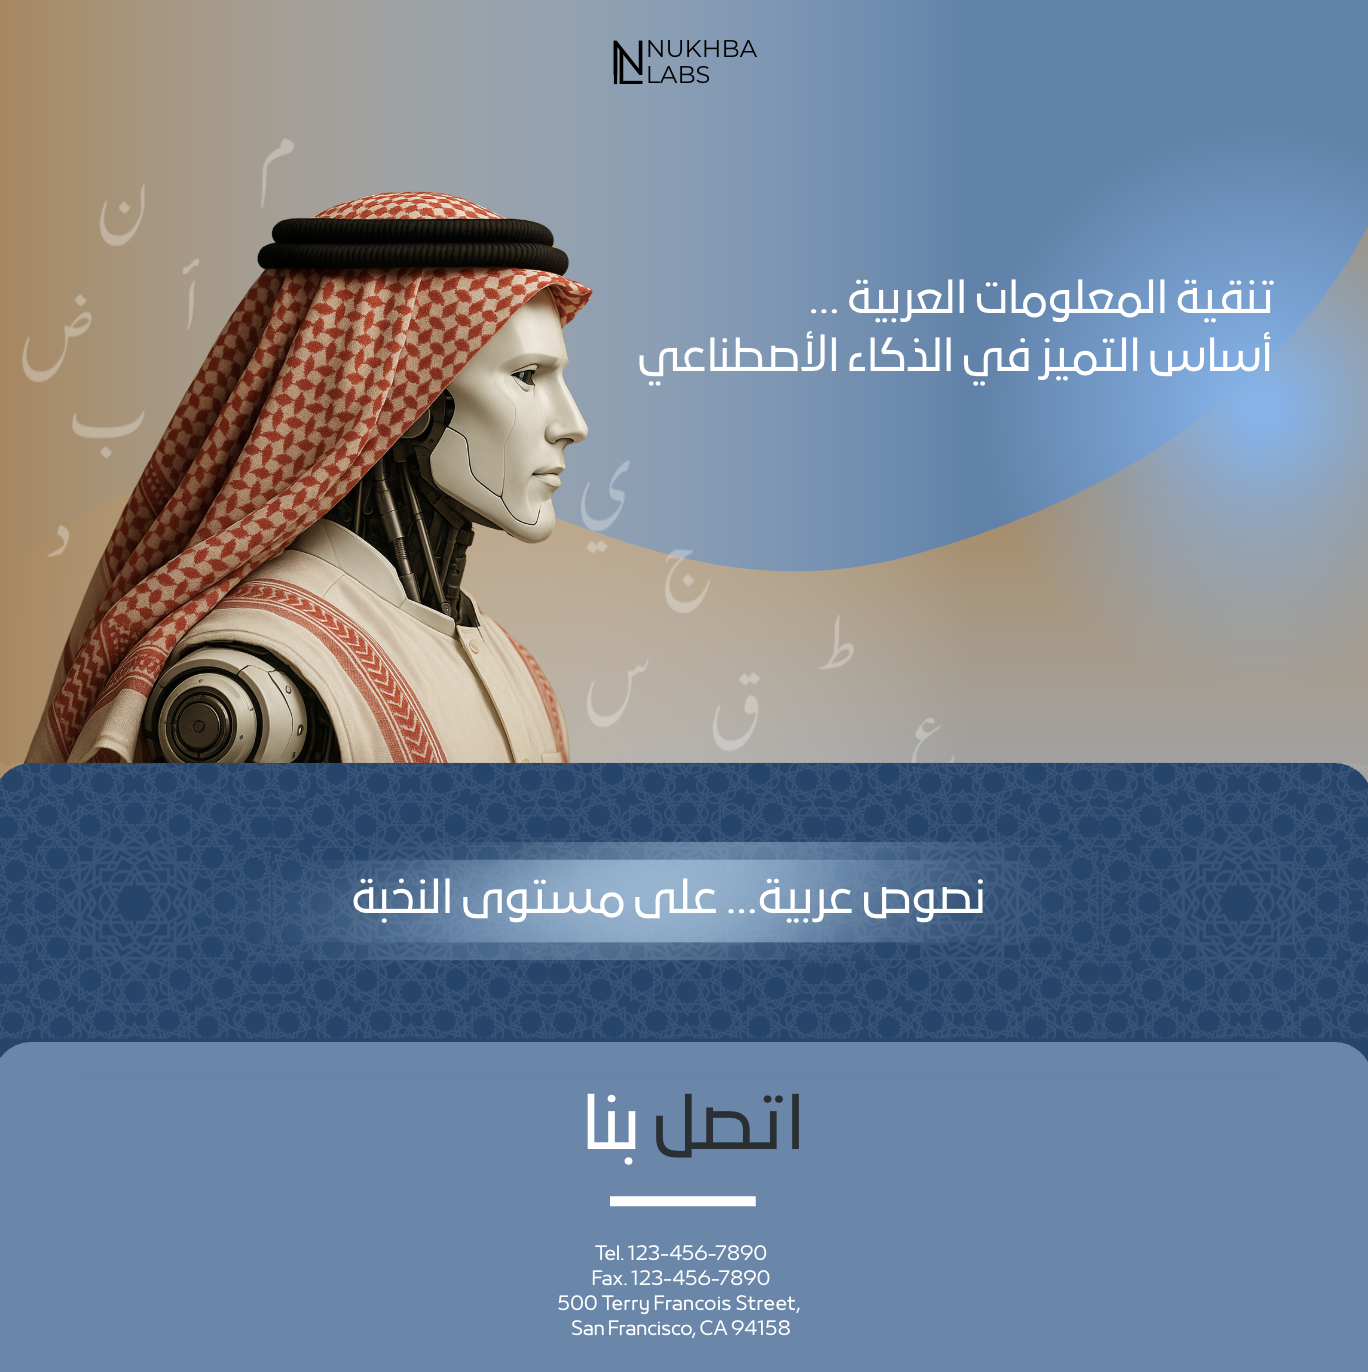 NUKHBA
LABS
تنقية المعلومات العربية ...
أساس التميز في الذكاء الأصطناعي
م
ن
أ
ض
ب
د
ي
ج
ط
س
ق
ع
نصوص عربية... على مستوى النخبة
اتصل بنا
Tel. 123-456-7890
Fax. 123-456-7890
500 Terry Francois Street,
San Francisco, CA 94158